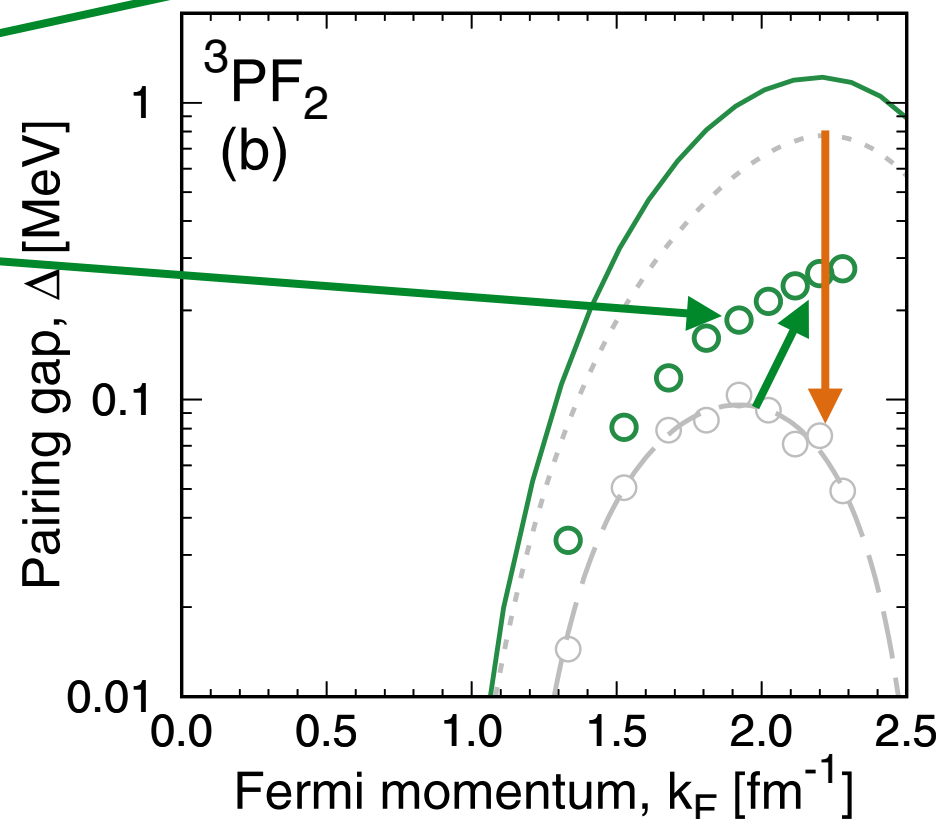 ³PF₂
(b)
1
0.1
0.01
Pairing gap, Δ [MeV]
0.0 0.5 1.0 1.5 2.0 2.5
Fermi momentum, k_F [fm⁻¹]